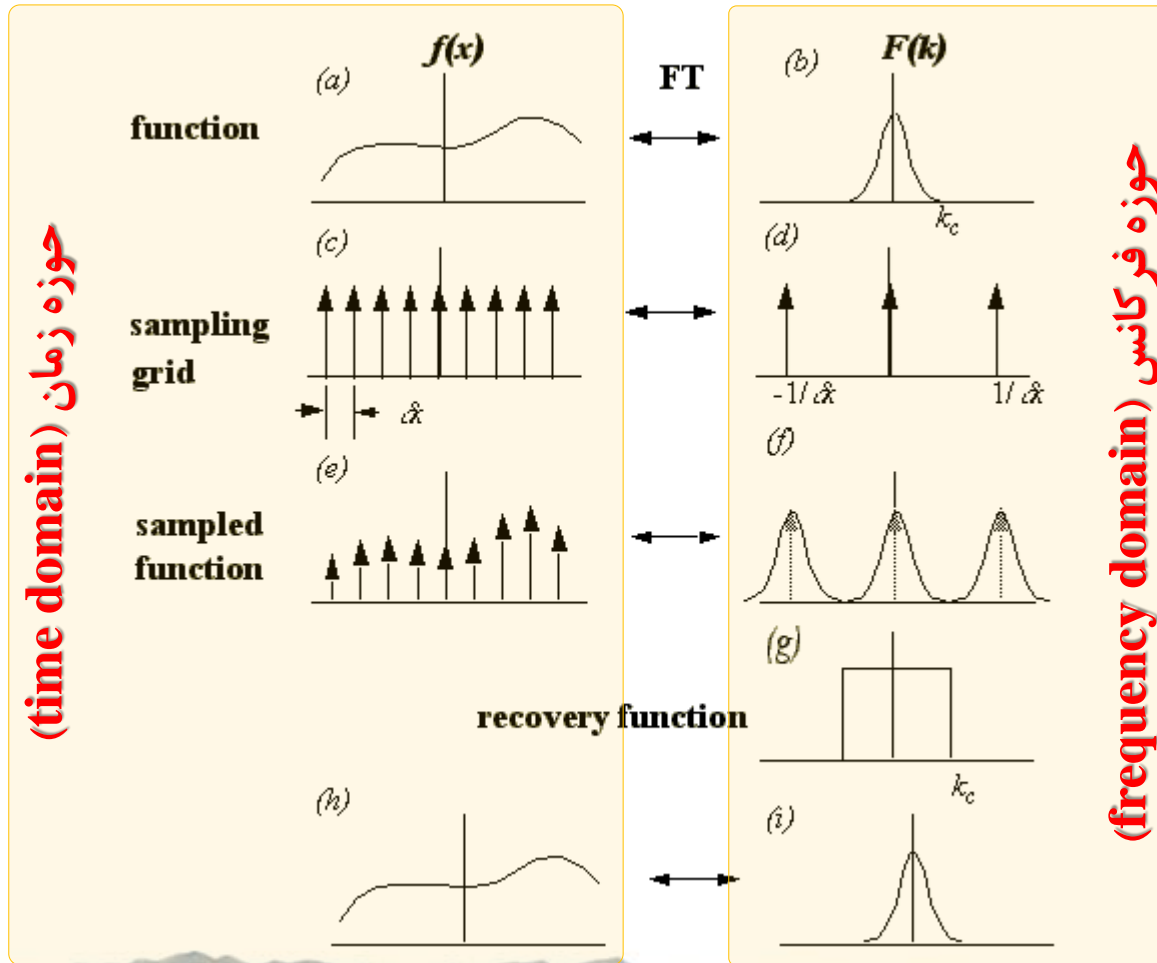 f(x)
F(k)
(a)
FT
(b)
function
k_c
(c)
(d)
sampling
grid
-1/δx
1/δx
δx
(e)
(f)
sampled
function
(g)
recovery function
k_c
(h)
(i)
حوزه زمان (time domain)
حوزه فرکانس (frequency domain)